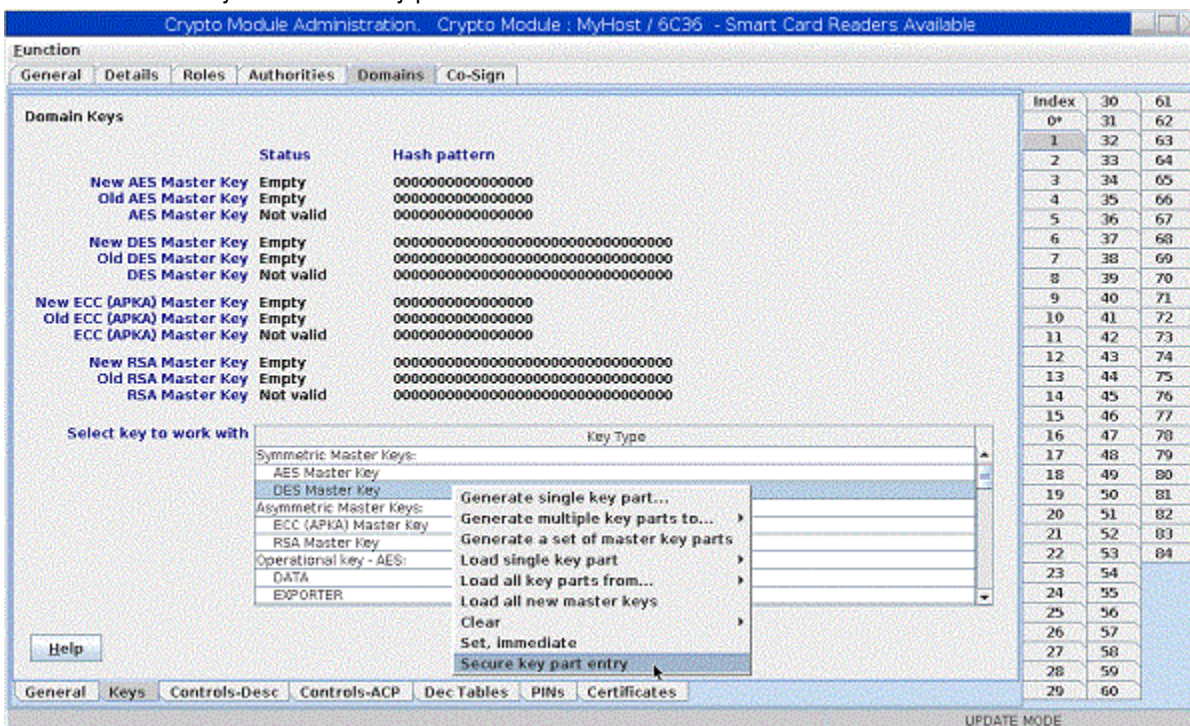 Crypto Module Administration. Crypto Module : MyHost / 6C36 - Smart Card Readers Available
Function
General Details Roles Authorities Domains Co-Sign
Domain Keys
Status Hash pattern
New AES Master Key Empty 0000000000000000
Old AES Master Key Empty 0000000000000000
AES Master Key Not valid 0000000000000000
New DES Master Key Empty 00000000000000000000000000000000
Old DES Master Key Empty 00000000000000000000000000000000
DES Master Key Not valid 00000000000000000000000000000000
New ECC (APKA) Master Key Empty 0000000000000000
Old ECC (APKA) Master Key Empty 0000000000000000
ECC (APKA) Master Key Not valid 0000000000000000
New RSA Master Key Empty 00000000000000000000000000000000
Old RSA Master Key Empty 00000000000000000000000000000000
RSA Master Key Not valid 00000000000000000000000000000000
Select key to work with
Key Type
Symmetric Master Keys:
AES Master Key
DES Master Key
Asymmetric Master Keys:
ECC (APKA) Master Key
RSA Master Key
Operational key - AES:
DATA
EXPORTER
Generate single key part...
Generate multiple key parts to...
Generate a set of master key parts
Load single key part
Load all key parts from...
Load all new master keys
Clear
Set, immediate
Secure key part entry
Help
General Keys Controls-Desc Controls-ACP Dec Tables PINs Certificates
Index 30 61
0* 31 62
1 32 63
2 33 64
3 34 65
4 35 66
5 36 67
6 37 68
7 38 69
8 39 70
9 40 71
10 41 72
11 42 73
12 43 74
13 44 75
14 45 76
15 46 77
16 47 78
17 48 79
18 49 80
19 50 81
20 51 82
21 52 83
22 53 84
23 54
24 55
25 56
26 57
27 58
28 59
29 60
UPDATE MODE